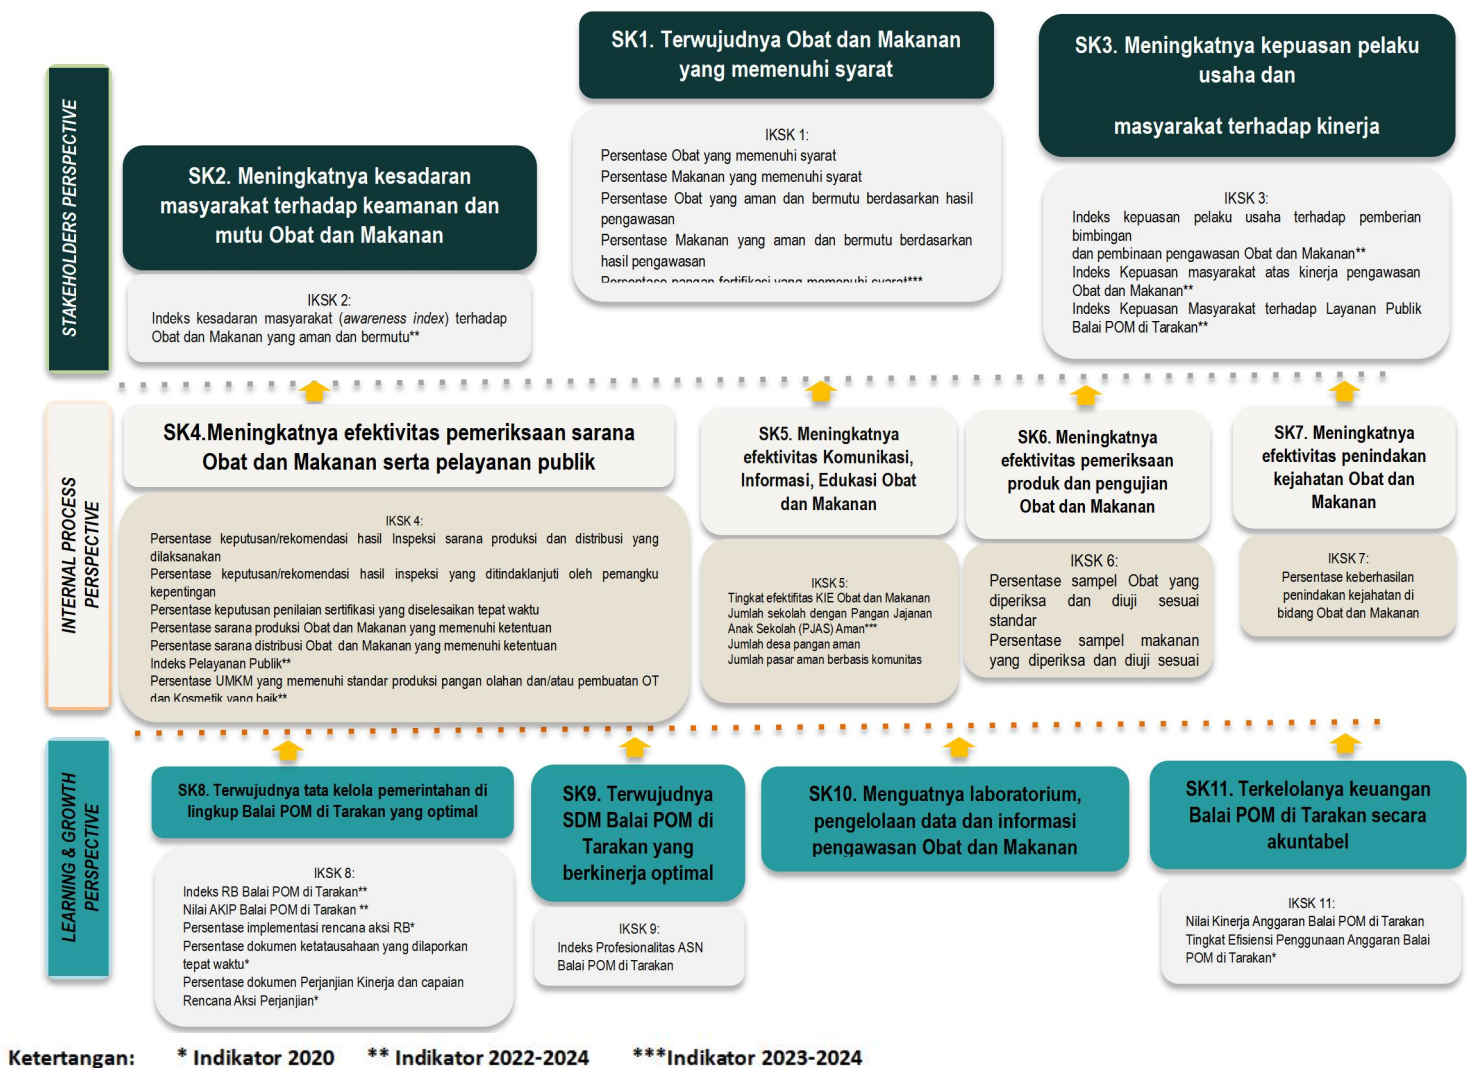 STAKEHOLDERS PERSPECTIVE
SK1. Terwujudnya Obat dan Makanan
yang memenuhi syarat
IKSK 1:
Persentase Obat yang memenuhi syarat
Persentase Makanan yang memenuhi syarat
Persentase Obat yang aman dan bermutu berdasarkan hasil
pengawasan
Persentase Makanan yang aman dan bermutu berdasarkan
hasil pengawasan
Persentase pangan fortifikasi yang memenuhi syarat***
SK3. Meningkatnya kepuasan pelaku
usaha dan
masyarakat terhadap kinerja
IKSK 3:
Indeks kepuasan pelaku usaha terhadap pemberian
bimbingan
dan pembinaan pengawasan Obat dan Makanan**
Indeks Kepuasan masyarakat atas kinerja pengawasan
Obat dan Makanan**
Indeks Kepuasan Masyarakat terhadap Layanan Publik
Balai POM di Tarakan**
SK2. Meningkatnya kesadaran
masyarakat terhadap keamanan dan
mutu Obat dan Makanan
IKSK 2:
Indeks kesadaran masyarakat (awareness index) terhadap
Obat dan Makanan yang aman dan bermutu**
INTERNAL PROCESS
PERSPECTIVE
SK4.Meningkatnya efektivitas pemeriksaan sarana
Obat dan Makanan serta pelayanan publik
IKSK 4:
Persentase keputusan/rekomendasi hasil Inspeksi sarana produksi dan distribusi yang
dilaksanakan
Persentase keputusan/rekomendasi hasil inspeksi yang ditindaklanjuti oleh pemangku
kepentingan
Persentase keputusan penilaian sertifikasi yang diselesaikan tepat waktu
Persentase sarana produksi Obat dan Makanan yang memenuhi ketentuan
Persentase sarana distribusi Obat dan Makanan yang memenuhi ketentuan
Indeks Pelayanan Publik**
Persentase UMKM yang memenuhi standar produksi pangan olahan dan/atau pembuatan OT
dan Kosmetik yang baik**
SK5. Meningkatnya
efektivitas Komunikasi,
Informasi, Edukasi Obat
dan Makanan
IKSK 5:
Tingkat efektifitas KIE Obat dan Makanan
Jumlah sekolah dengan Pangan Jajanan
Anak Sekolah (PJAS) Aman***
Jumlah desa pangan aman
Jumlah pasar aman berbasis komunitas
SK6. Meningkatnya
efektivitas pemeriksaan
produk dan pengujian
Obat dan Makanan
IKSK 6:
Persentase sampel Obat yang
diperiksa dan diuji sesuai
standar
Persentase sampel makanan
yang diperiksa dan diuji sesuai
SK7. Meningkatnya
efektivitas penindakan
kejahatan Obat dan
Makanan
IKSK 7:
Persentase keberhasilan
penindakan kejahatan di
bidang Obat dan Makanan
LEARNING & GROWTH
PERSPECTIVE
SK8. Terwujudnya tata kelola pemerintahan di
lingkup Balai POM di Tarakan yang optimal
IKSK 8:
Indeks RB Balai POM di Tarakan**
Nilai AKIP Balai POM di Tarakan **
Persentase implementasi rencana aksi RB*
Persentase dokumen ketatausahaan yang dilaporkan
tepat waktu*
Persentase dokumen Perjanjian Kinerja dan capaian
Rencana Aksi Perjanjian*
SK9. Terwujudnya
SDM Balai POM di
Tarakan yang
berkinerja optimal
IKSK 9:
Indeks Profesionalitas ASN
Balai POM di Tarakan
SK10. Menguatnya laboratorium,
pengelolaan data dan informasi
pengawasan Obat dan Makanan
SK11. Terkelolanya keuangan
Balai POM di Tarakan secara
akuntabel
IKSK 11:
Nilai Kinerja Anggaran Balai POM di Tarakan
Tingkat Efisiensi Penggunaan Anggaran Balai
POM di Tarakan*
Ketertangan: * Indikator 2020 ** Indikator 2022-2024 ***Indikator 2023-2024